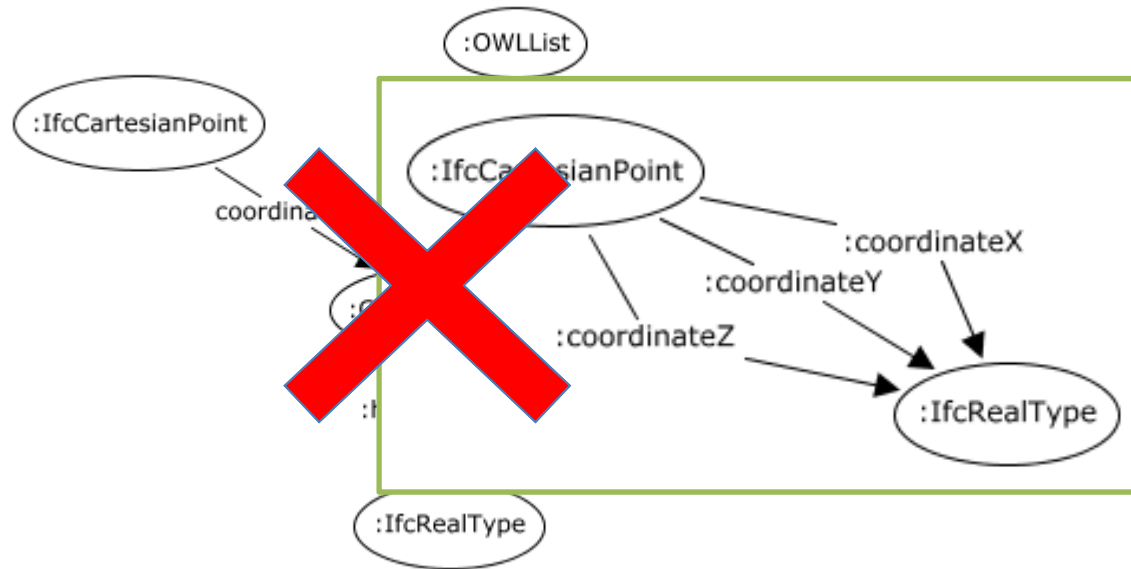 :OWLList
:IfcCartesianPoint
:IfcCartesianPoint
:coordinateX
:coordinateY
:coordinateZ
:IfcRealType
:IfcRealType